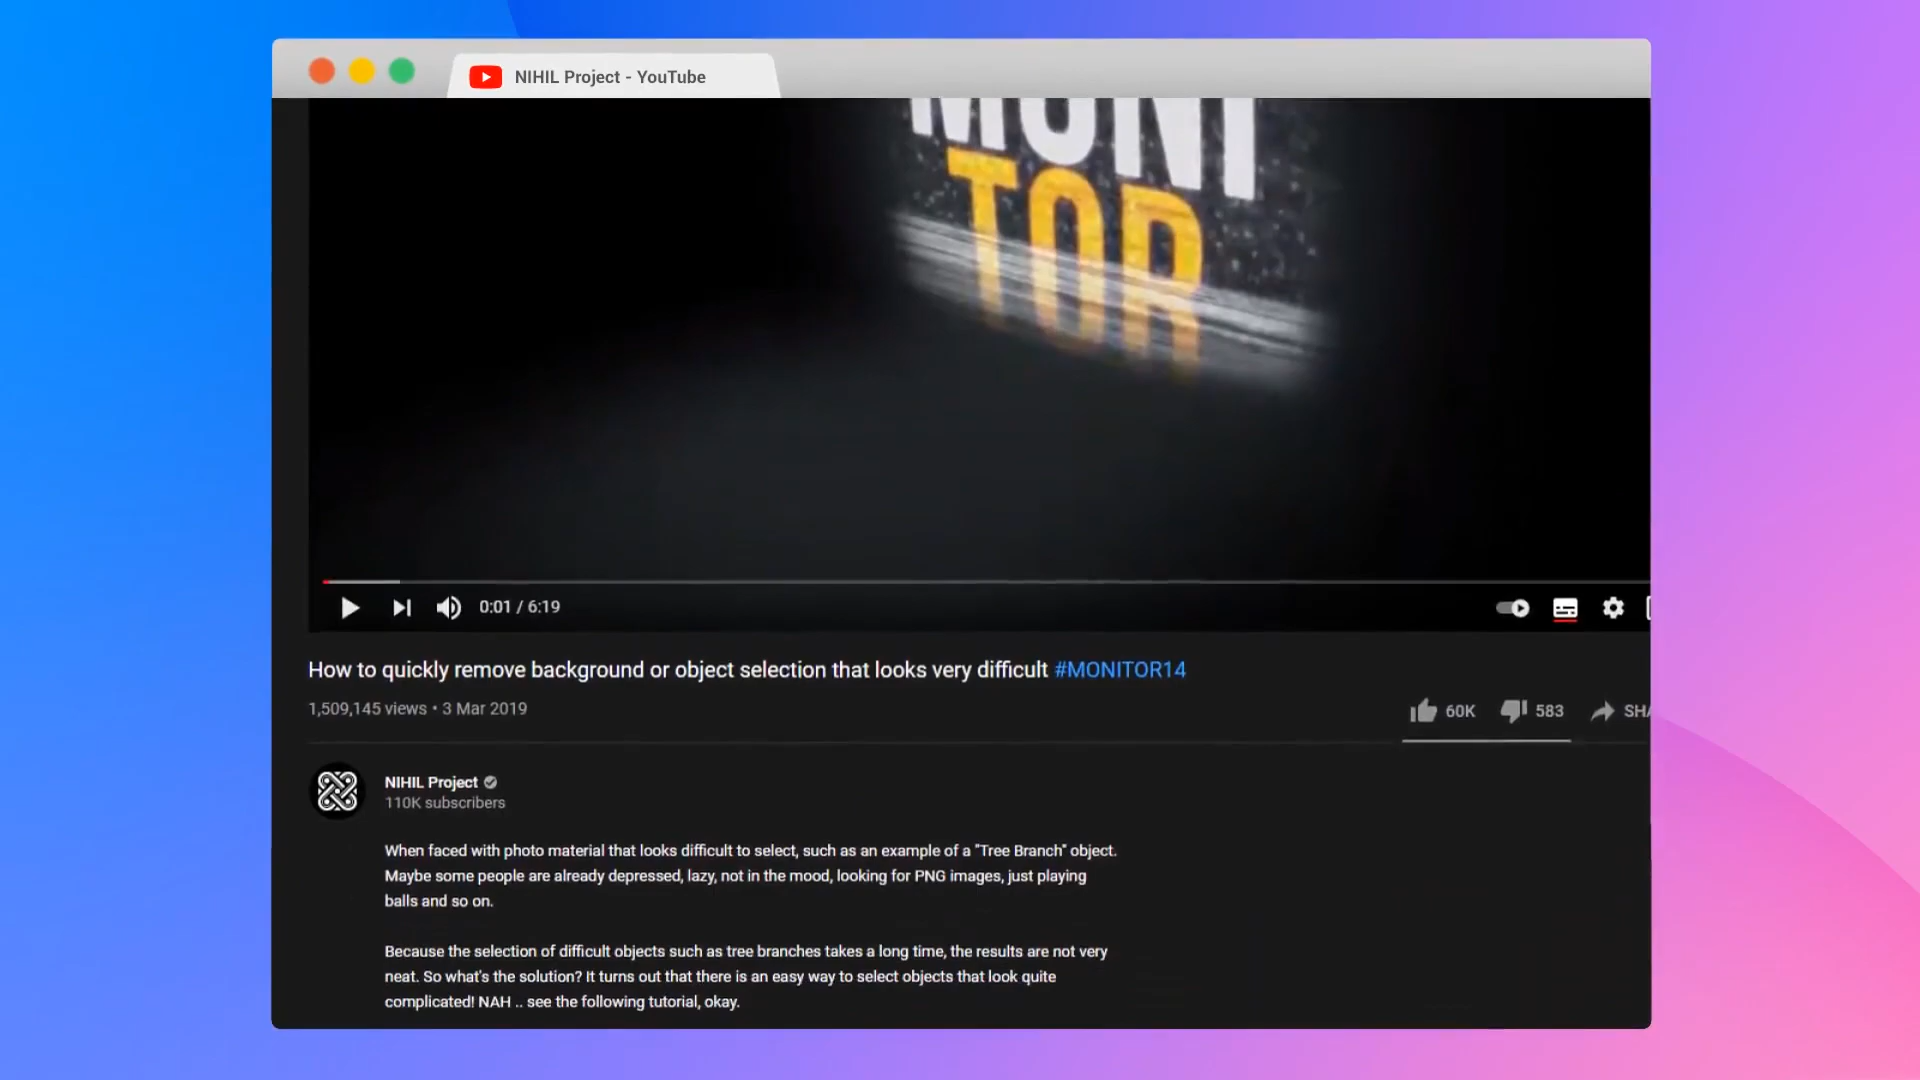 NIHIL Project - YouTube
MONI
TOR
0:01 / 6:19
How to quickly remove background or object selection that looks very difficult #MONITOR14
1,509,145 views • 3 Mar 2019
60K 583 SHA
NIHIL Project
110K subscribers
When faced with photo material that looks difficult to select, such as an example of a "Tree Branch" object.
Maybe some people are already depressed, lazy, not in the mood, looking for PNG images, just playing
balls and so on.
Because the selection of difficult objects such as tree branches takes a long time, the results are not very
neat. So what's the solution? It turns out that there is an easy way to select objects that look quite
complicated! NAH .. see the following tutorial, okay.